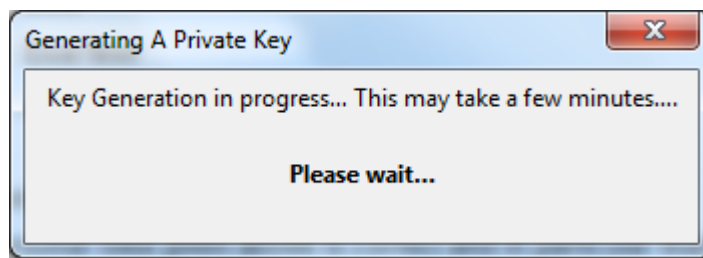 Generating A Private Key
Key Generation in progress... This may take a few minutes....
Please wait...